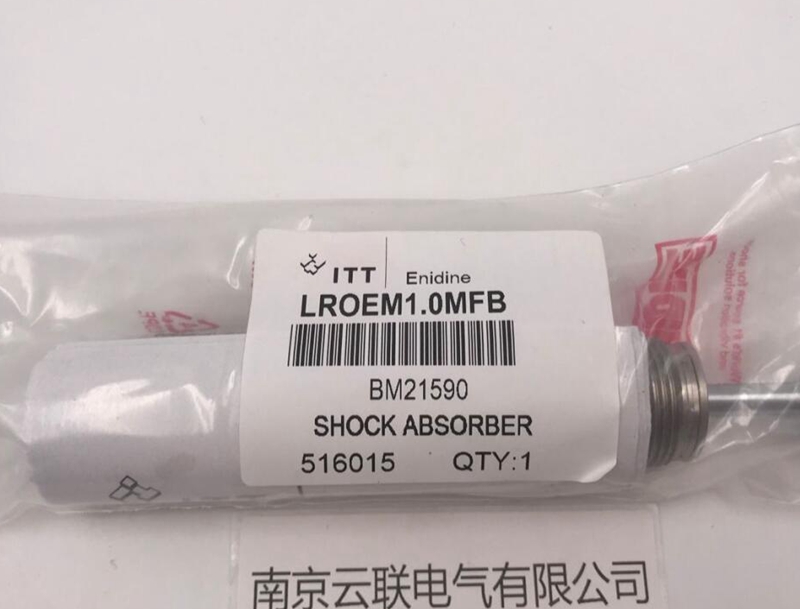 ITT Enidine
LROEM1.0MFB
BM21590
SHOCK ABSORBER
516015 QTY:1
南京云联电气有限公司